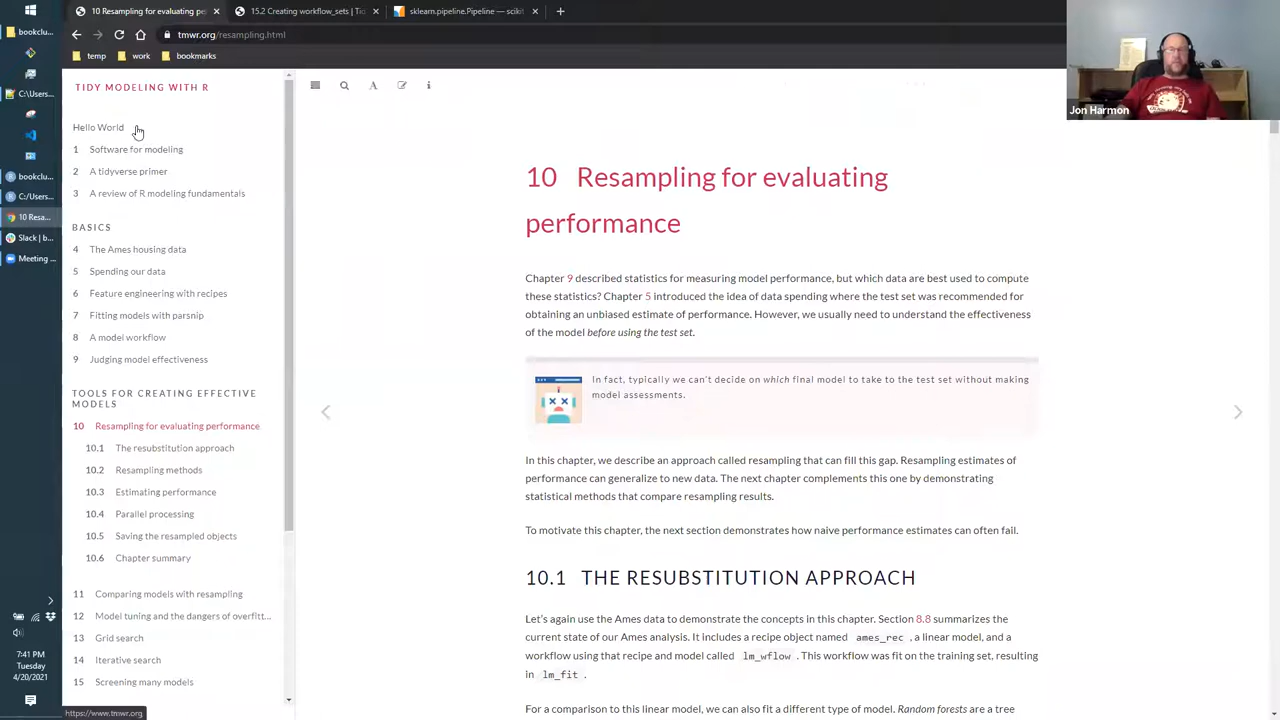 10 Resampling for evaluating pe
15.2 Creating workflow_sets | Ti
sklearn.pipeline.Pipeline — scikit
tmwr.org/resampling.html
temp
work
bookmarks
bookclu...
C:\Users...
bookclu...
C:/Users...
10 Resa...
Slack | b...
Meeting ...
7:41 PM
Tuesday
4/20/2021
TIDY MODELING WITH R
Hello World
1 Software for modeling
2 A tidyverse primer
3 A review of R modeling fundamentals
BASICS
4 The Ames housing data
5 Spending our data
6 Feature engineering with recipes
7 Fitting models with parsnip
8 A model workflow
9 Judging model effectiveness
TOOLS FOR CREATING EFFECTIVE
MODELS
10 Resampling for evaluating performance
10.1 The resubstitution approach
10.2 Resampling methods
10.3 Estimating performance
10.4 Parallel processing
10.5 Saving the resampled objects
10.6 Chapter summary
11 Comparing models with resampling
12 Model tuning and the dangers of overfitt...
13 Grid search
14 Iterative search
15 Screening many models
https://www.tmwr.org
10 Resampling for evaluating
performance
Chapter 9 described statistics for measuring model performance, but which data are best used to compute
these statistics? Chapter 5 introduced the idea of data spending where the test set was recommended for
obtaining an unbiased estimate of performance. However, we usually need to understand the effectiveness
of the model before using the test set.
In fact, typically we can't decide on which final model to take to the test set without making
model assessments.
In this chapter, we describe an approach called resampling that can fill this gap. Resampling estimates of
performance can generalize to new data. The next chapter complements this one by demonstrating
statistical methods that compare resampling results.
To motivate this chapter, the next section demonstrates how naive performance estimates can often fail.
10.1 THE RESUBSTITUTION APPROACH
Let's again use the Ames data to demonstrate the concepts in this chapter. Section 8.8 summarizes the
current state of our Ames analysis. It includes a recipe object named ames_rec , a linear model, and a
workflow using that recipe and model called lm_wflow . This workflow was fit on the training set, resulting
in lm_fit .
For a comparison to this linear model, we can also fit a different type of model. Random forests are a tree
Jon Harmon